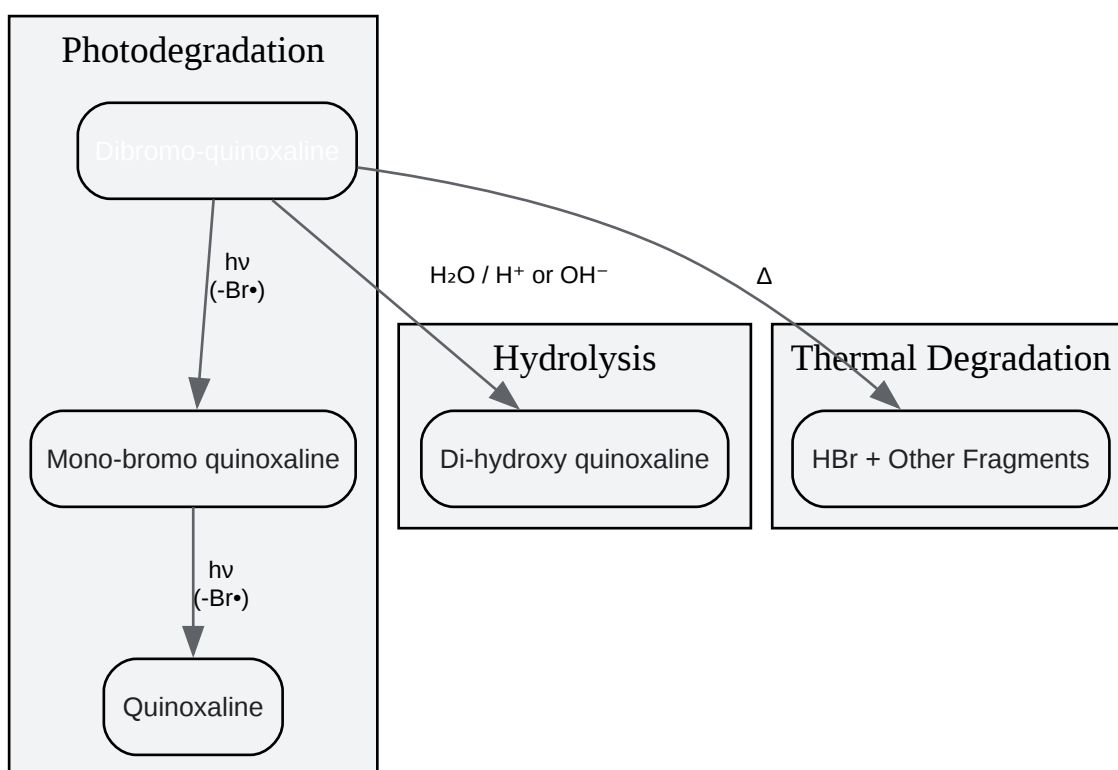 Photodegradation
Dibromo-quinoxaline
hν
(-Br•)
H₂O / H⁺ or OH⁻
Δ
Hydrolysis
Thermal Degradation
Mono-bromo quinoxaline
Di-hydroxy quinoxaline
HBr + Other Fragments
hν
(-Br•)
Quinoxaline